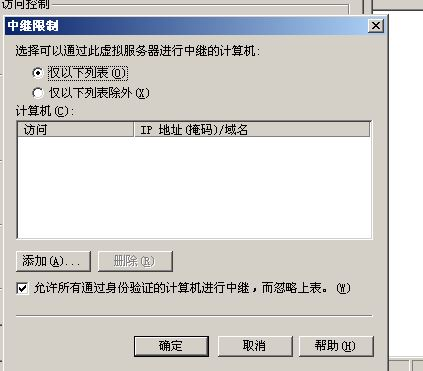 访问控制
中继限制
选择可以通过此虚拟服务器进行中继的计算机:
仅以下列表(O)
仅以下列表除外(X)
计算机(C):
访问 IP 地址(掩码)/域名
添加(A)... 删除(R)
允许所有通过身份验证的计算机进行中继，而忽略上表。(W)
确定 取消 帮助(H)